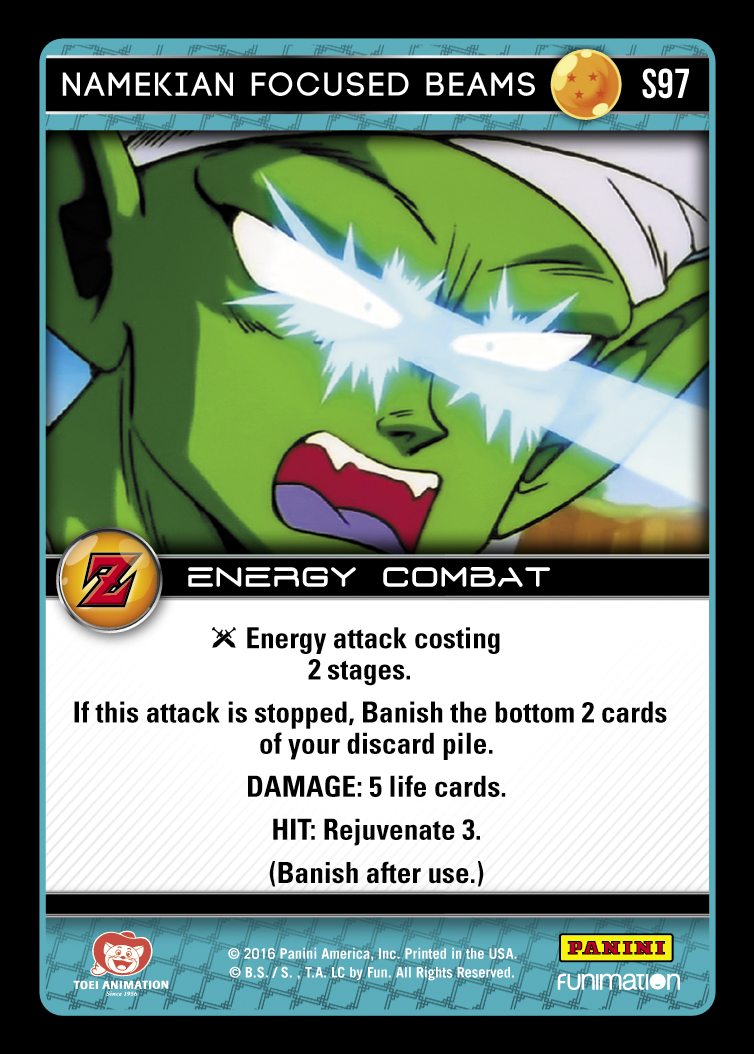 NAMEKIAN FOCUSED BEAMS S97
Z ENERGY COMBAT
Energy attack costing
2 stages.
If this attack is stopped, Banish the bottom 2 cards
of your discard pile.
DAMAGE: 5 life cards.
HIT: Rejuvenate 3.
(Banish after use.)
TOEI ANIMATION
Since 1956
© 2016 Panini America, Inc. Printed in the USA.
© B.S. / S. , T.A. LC by Fun. All Rights Reserved.
PANINI
FUNIMATION